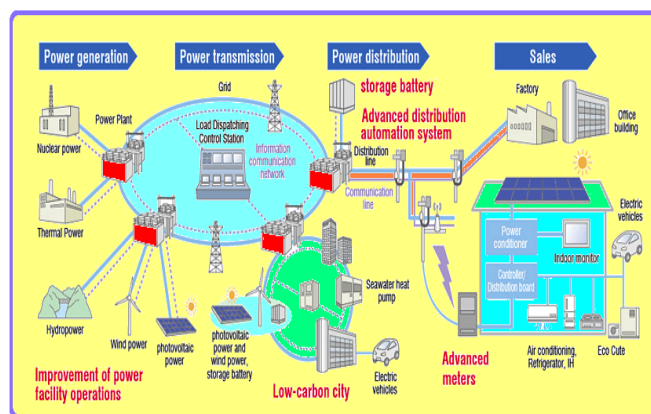 Power generation
Power transmission
Power distribution
Sales
Grid
storage battery
Factory
Power Plant
Load Dispatching
Control Station
Advanced distribution
automation system
Office
building
Nuclear power
Information
communication
network
Distribution
line
Communication
line
Thermal Power
Electric
vehicles
Power
conditioner
Indoor monitor
Controller/
Distribution board
Seawater heat
pump
Hydropower
Wind power
photovoltaic
power
photovoltaic
power and
wind power,
storage battery
Air conditioning,
Refrigerator, IH
Eco Cute
Advanced
meters
Improvement of power
facility operations
Low-carbon city
Electric
vehicles